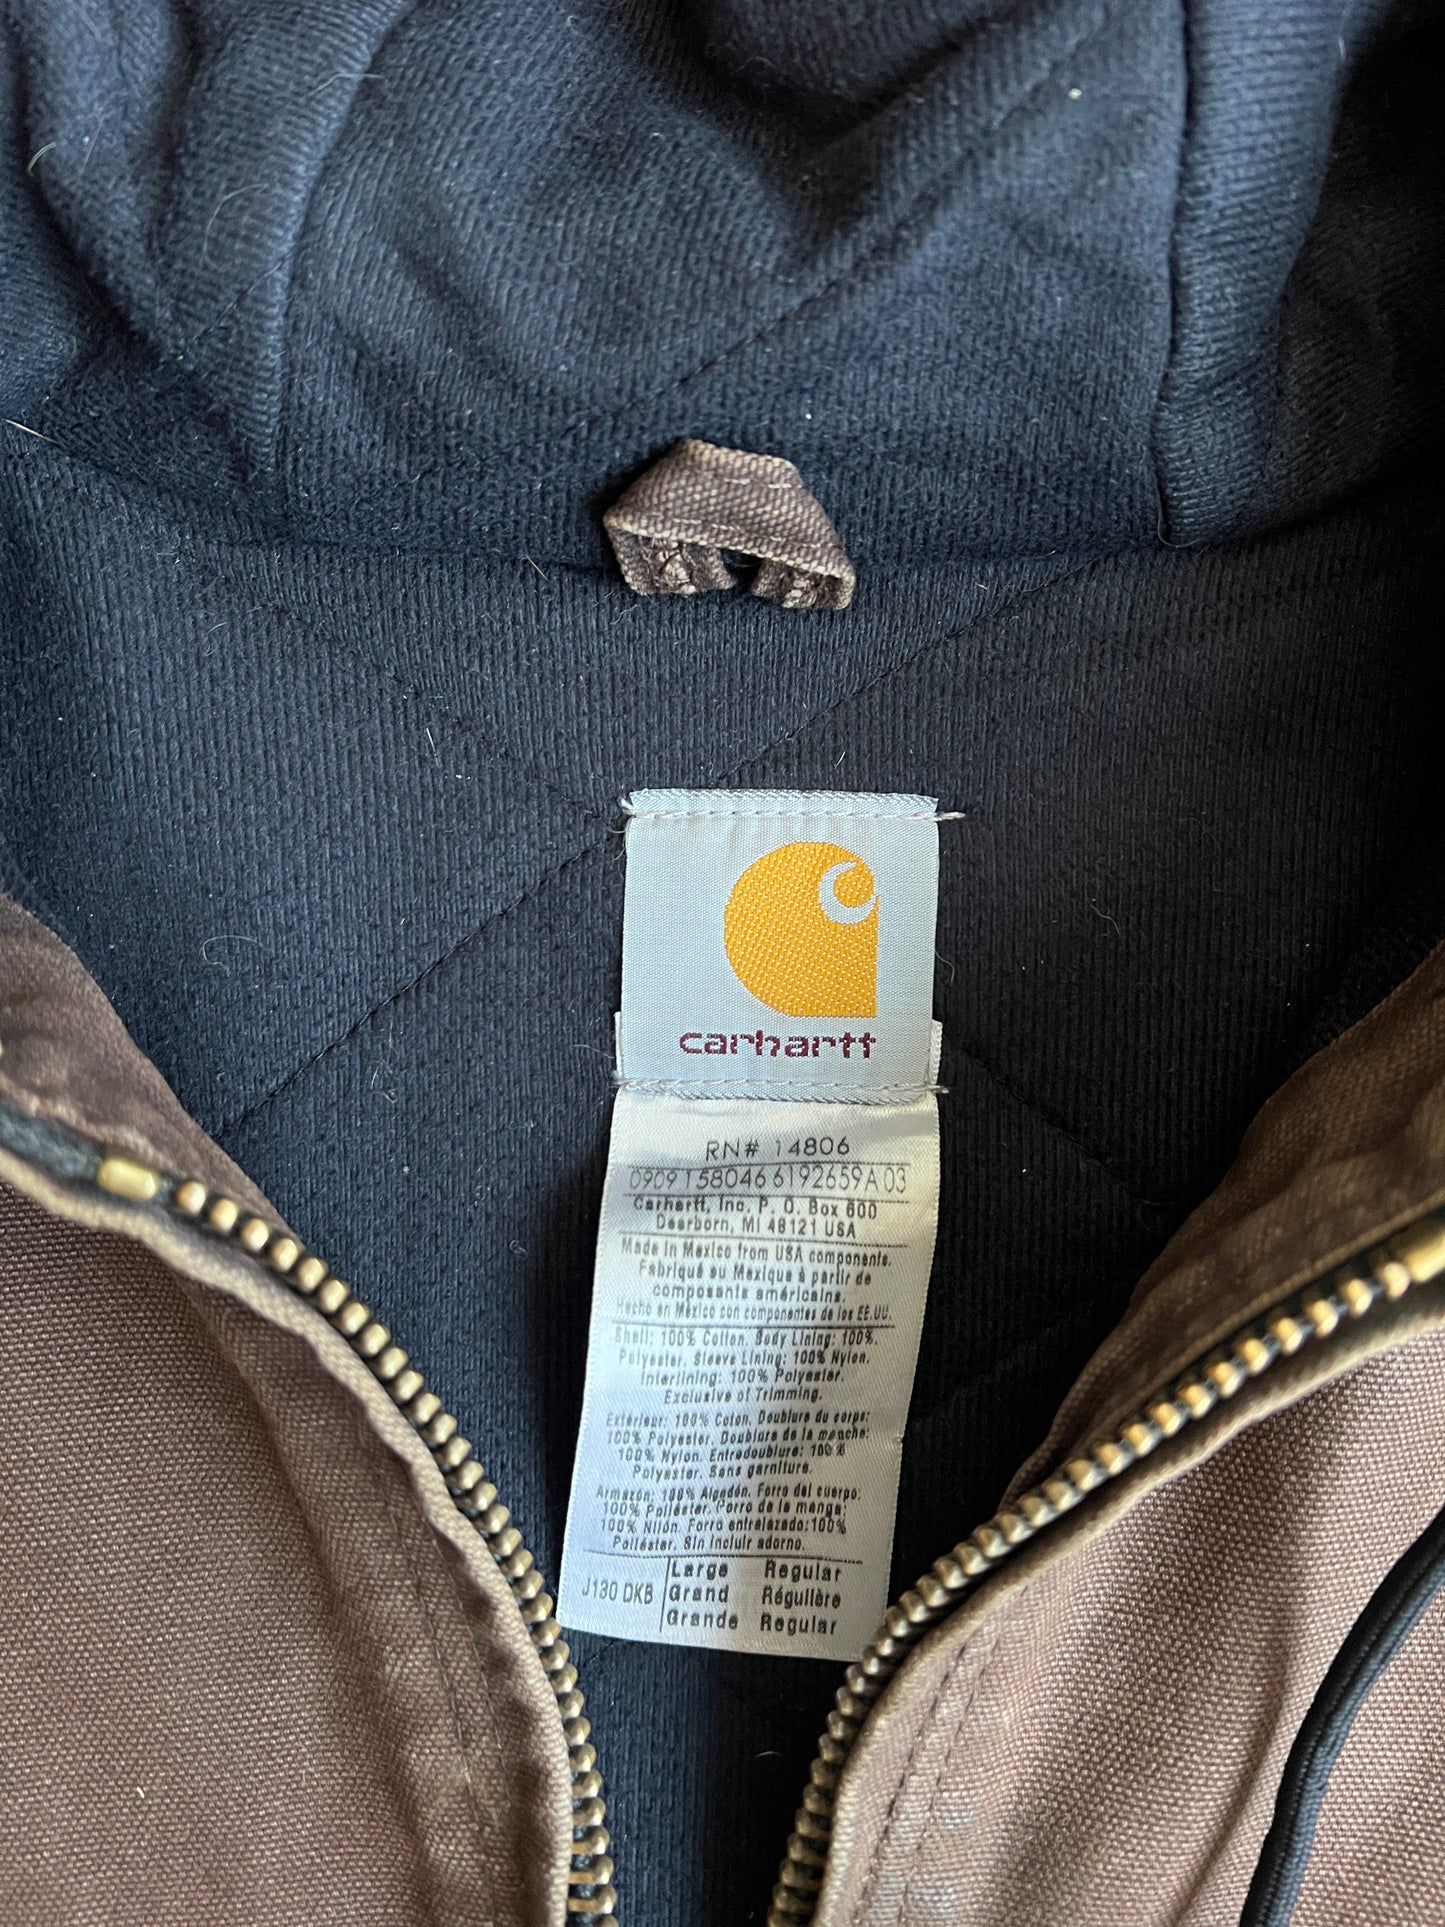 carhartt
RN# 14806
0909 158046 6192659A 03
Carhartt, Inc. P. O. Box 600
Dearborn, MI 48121 USA
Made in Mexico from USA components.
Fabriqué au Mexique à partir de
composants américains.
Hecho en México con componentes de los EE.UU.
Shell: 100% Cotton. Body Lining: 100%.
Polyester. Sleeve Lining: 100% Nylon.
Interlining: 100% Polyester.
Exclusive of Trimming.
Extérieur: 100% Coton. Doublure du corps:
100% Polyester. Doublure de la manche:
100% Nylon. Entredoublure: 100%
Polyester. Sans garniture.
Armazón: 100% Algodón. Forro del cuerpo:
100% Poliéster. Forro de la manga:
100% Nilón. Forro entrelazado: 100%
Poliéster. Sin incluir adorno.
J130 DKB
Large Regular
Grand Régulière
Grande Regular